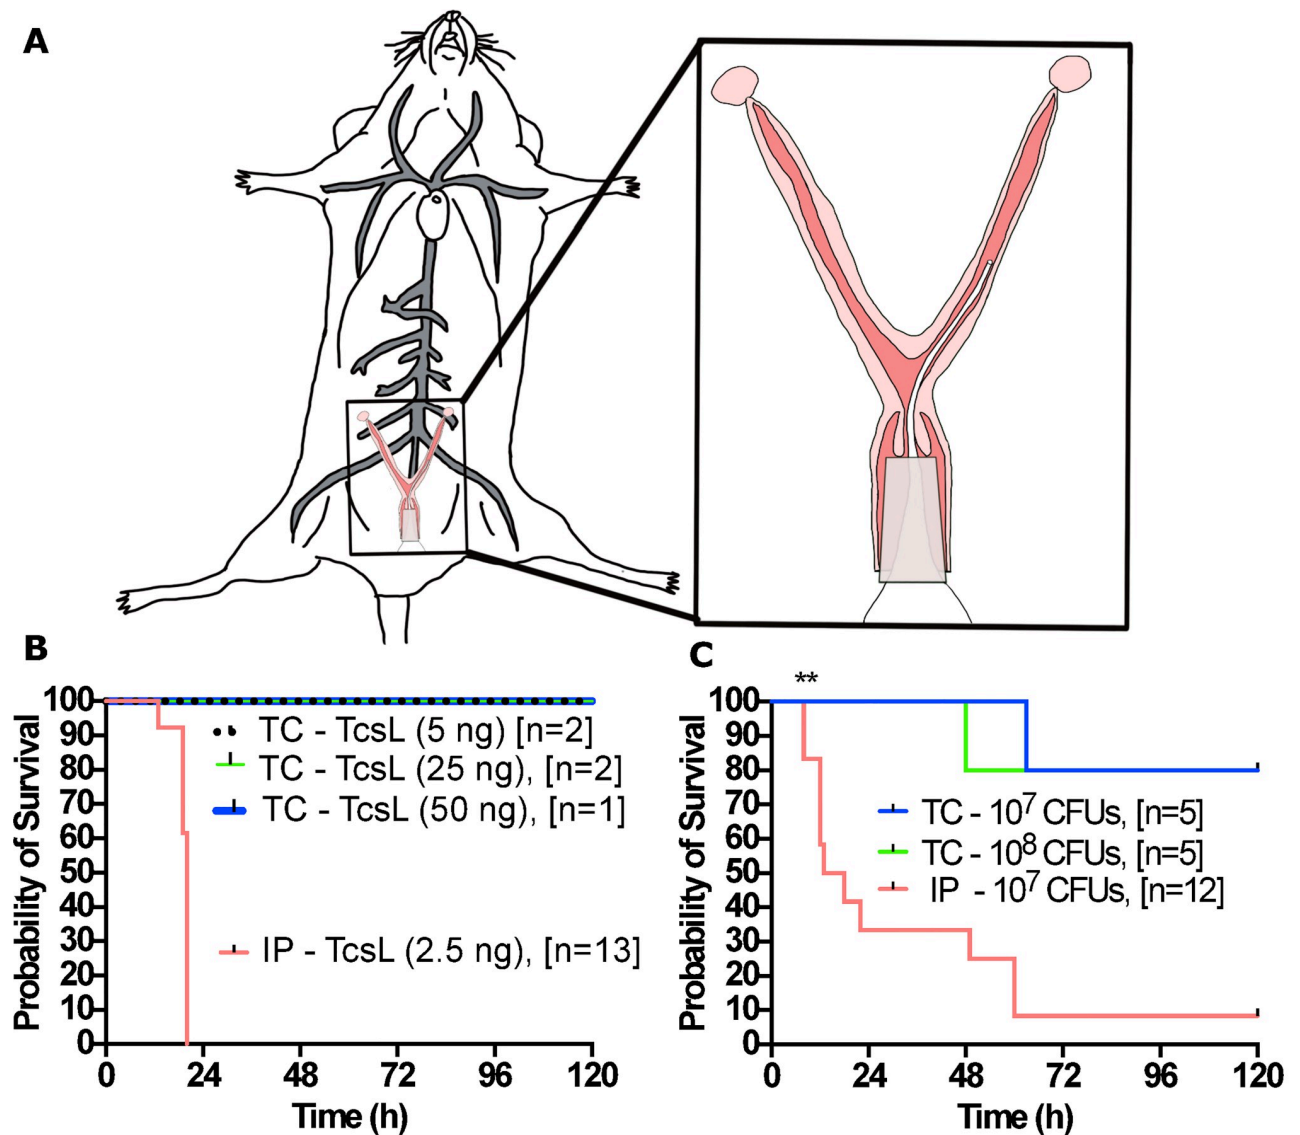 A
B
C
100
90
80
70
60
50
40
30
20
10
0
Probability of Survival
TC - TcsL (5 ng) [n=2]
TC - TcsL (25 ng), [n=2]
TC - TcsL (50 ng), [n=1]
IP - TcsL (2.5 ng), [n=13]
0 24 48 72 96 120
Time (h)
**
100
90
80
70
60
50
40
30
20
10
0
Probability of Survival
TC - 10⁷ CFUs, [n=5]
TC - 10⁸ CFUs, [n=5]
IP - 10⁷ CFUs, [n=12]
0 24 48 72 96 120
Time (h)